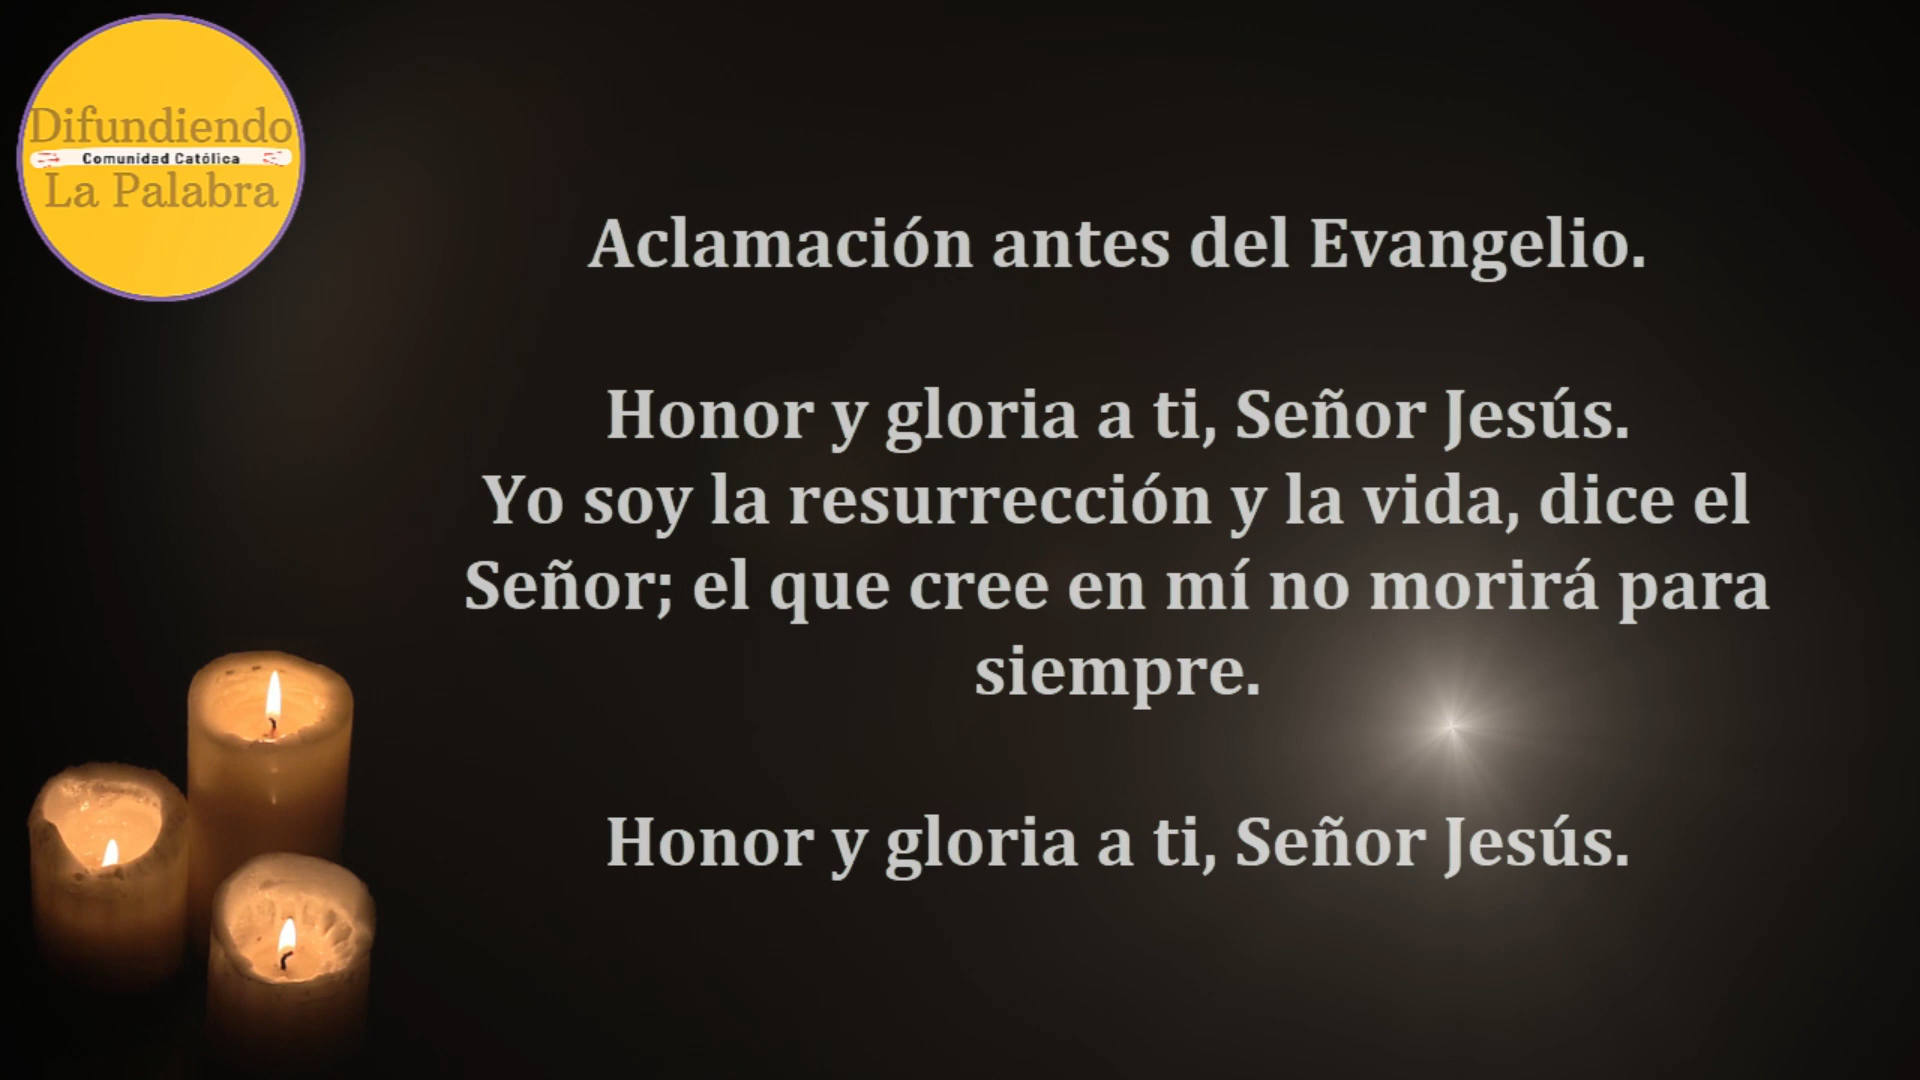 Difundiendo
Comunidad Católica
La Palabra
Aclamación antes del Evangelio.
Honor y gloria a ti, Señor Jesús.
Yo soy la resurrección y la vida, dice el
Señor; el que cree en mí no morirá para
siempre.
Honor y gloria a ti, Señor Jesús.